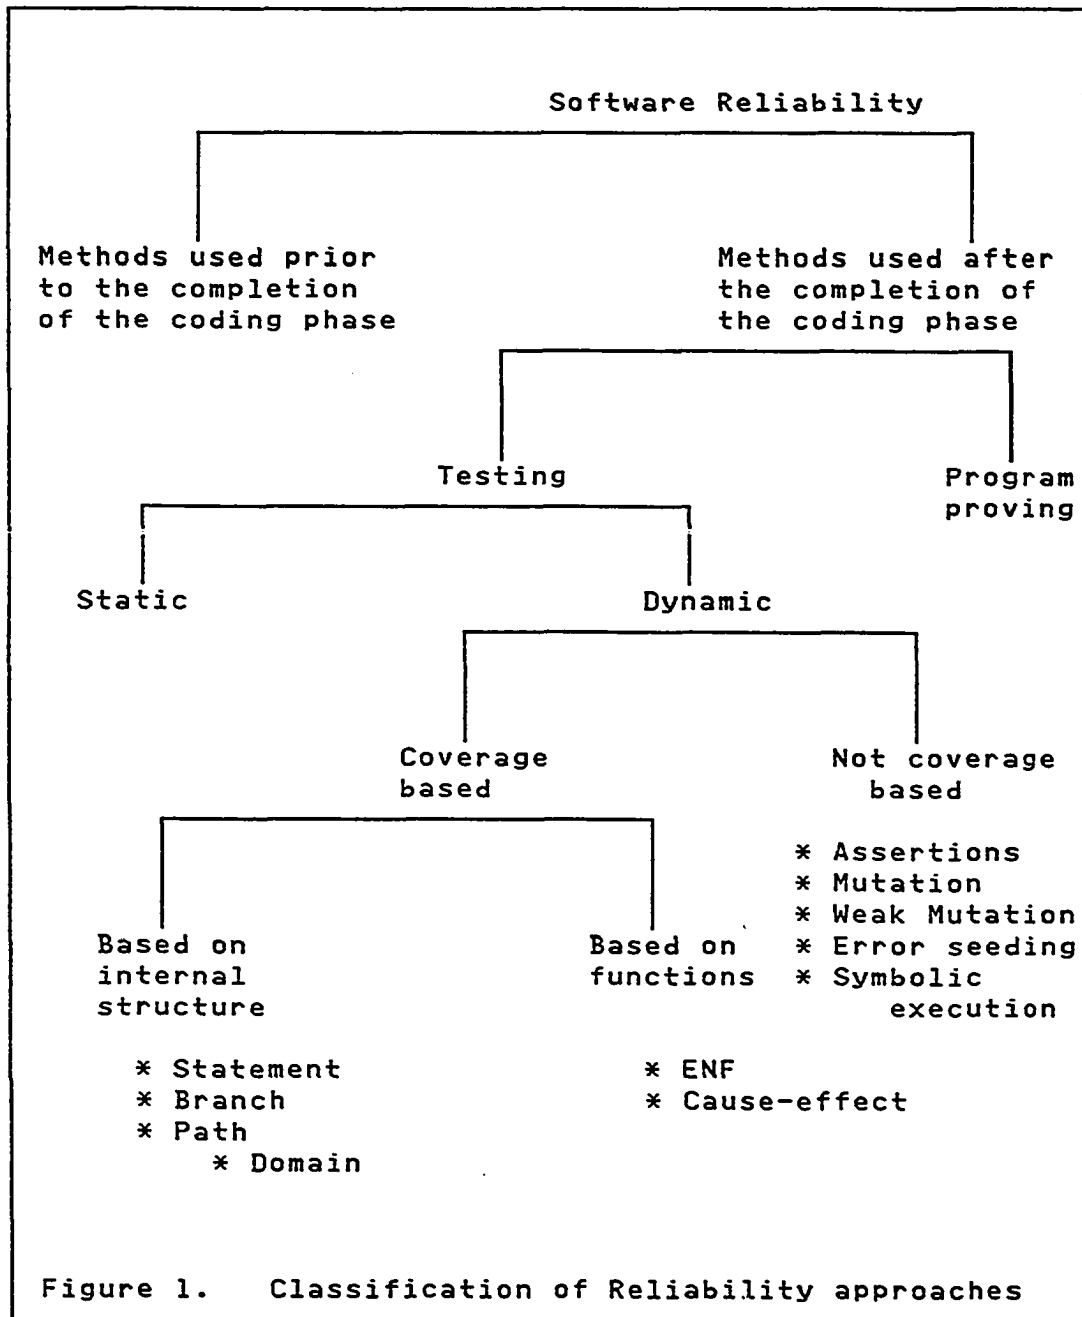 Software Reliability
Methods used prior
to the completion
of the coding phase
Methods used after
the completion of
the coding phase
Testing
Program
proving
Static
Dynamic
Coverage
based
Not coverage
based
* Assertions
* Mutation
* Weak Mutation
* Error seeding
* Symbolic
execution
Based on
internal
structure
Based on
functions
* Statement
* Branch
* Path
* Domain
* ENF
* Cause-effect
Figure 1.   Classification of Reliability approaches